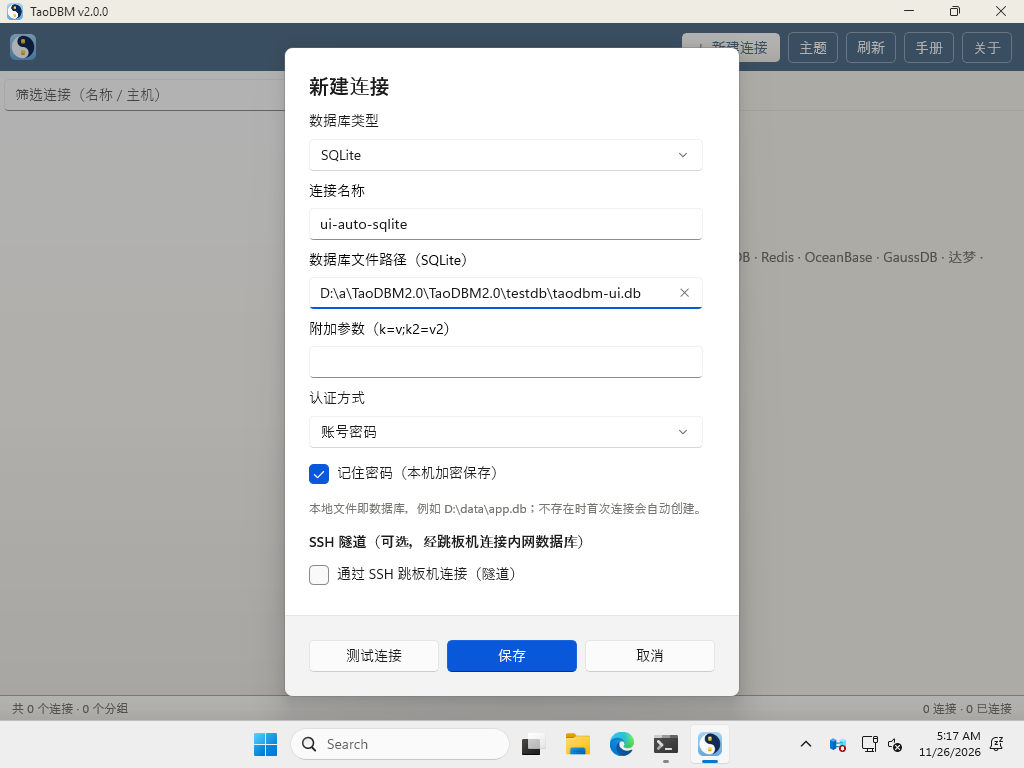 TaoDBM v2.0.0
新建连接
主题
刷新
手册
关于
筛选连接（名称 / 主机）
DB · Redis · OceanBase · GaussDB · 达梦 ·
新建连接
数据库类型
SQLite
连接名称
ui-auto-sqlite
数据库文件路径（SQLite）
D:\a\TaoDBM2.0\TaoDBM2.0\testdb\taodbm-ui.db
附加参数（k=v;k2=v2）
认证方式
账号密码
记住密码（本机加密保存）
本地文件即数据库，例如 D:\data\app.db；不存在时首次连接会自动创建。
SSH 隧道（可选，经跳板机连接内网数据库）
通过 SSH 跳板机连接（隧道）
测试连接
保存
取消
共 0 个连接 · 0 个分组
0 连接 · 0 已连接
Search
5:17 AM
11/26/2026